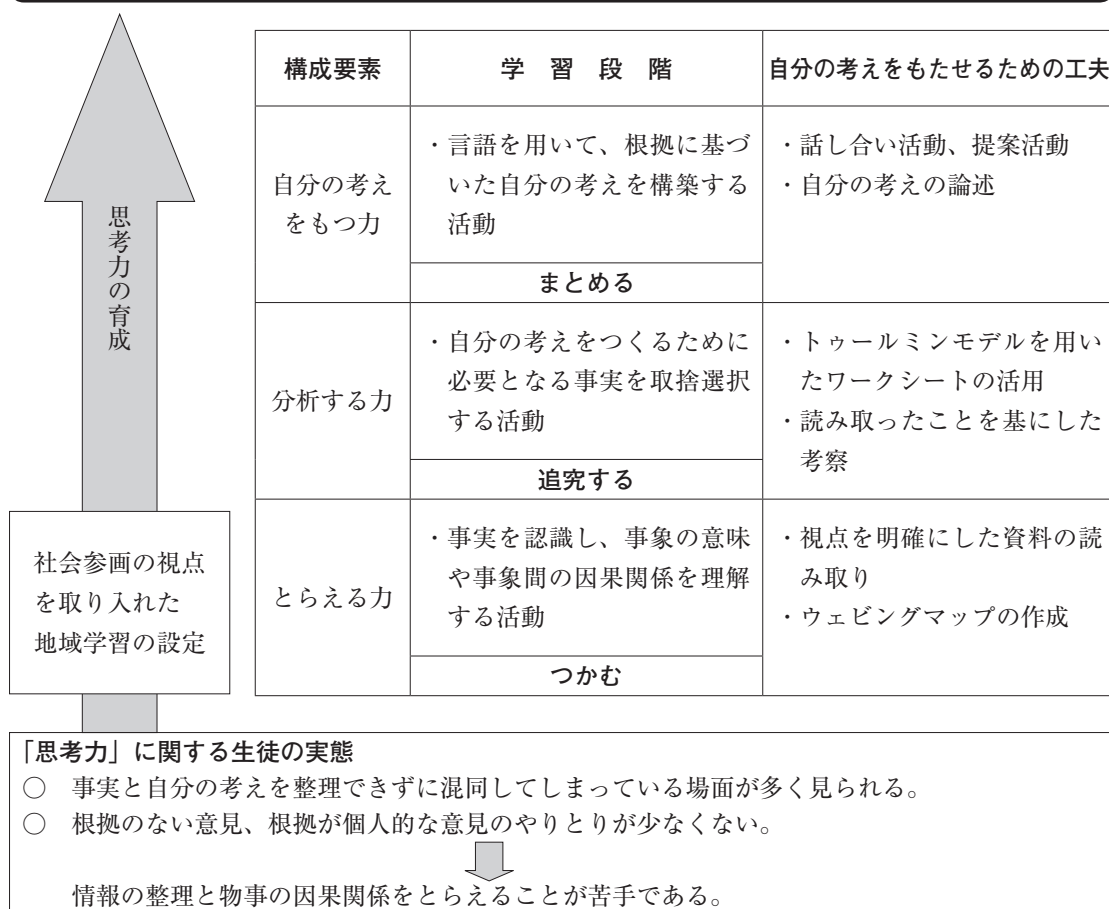 構成要素
学　習　段　階
自分の考えをもたせるための工夫
自分の考え
をもつ力
・言語を用いて、根拠に基づ
いた自分の考えを構築する
活動
まとめる
・話し合い活動、提案活動
・自分の考えの論述
分析する力
・自分の考えをつくるために
必要となる事実を取捨選択
する活動
追究する
・トゥールミンモデルを用い
たワークシートの活用
・読み取ったことを基にした
考察
とらえる力
・事実を認識し、事象の意味
や事象間の因果関係を理解
する活動
つかむ
・視点を明確にした資料の読
み取り
・ウェビングマップの作成
思考力の育成
社会参画の視点
を取り入れた
地域学習の設定
「思考力」に関する生徒の実態
○　事実と自分の考えを整理できずに混同してしまっている場面が多く見られる。
○　根拠のない意見、根拠が個人的な意見のやりとりが少なくない。
情報の整理と物事の因果関係をとらえることが苦手である。